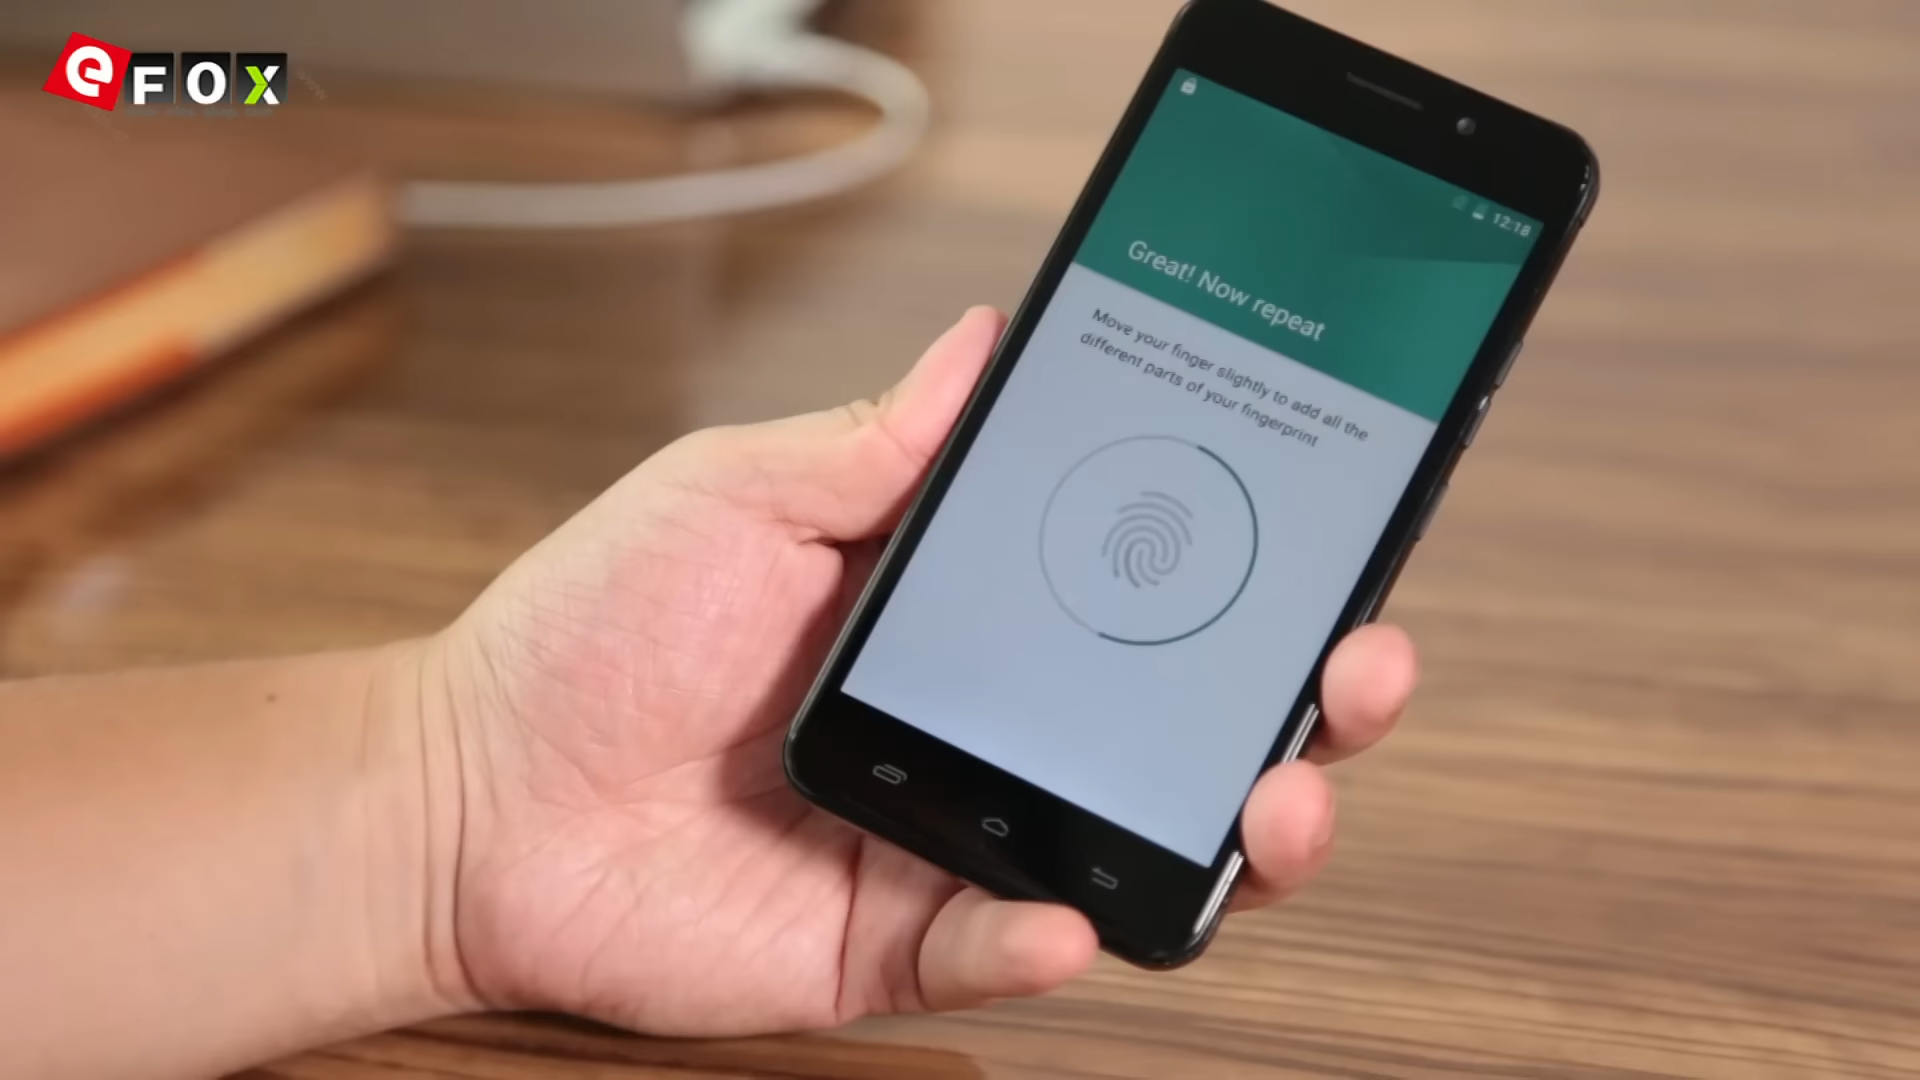 eFOX
12:18
Great! Now repeat
Move your finger slightly to add all the
different parts of your fingerprint